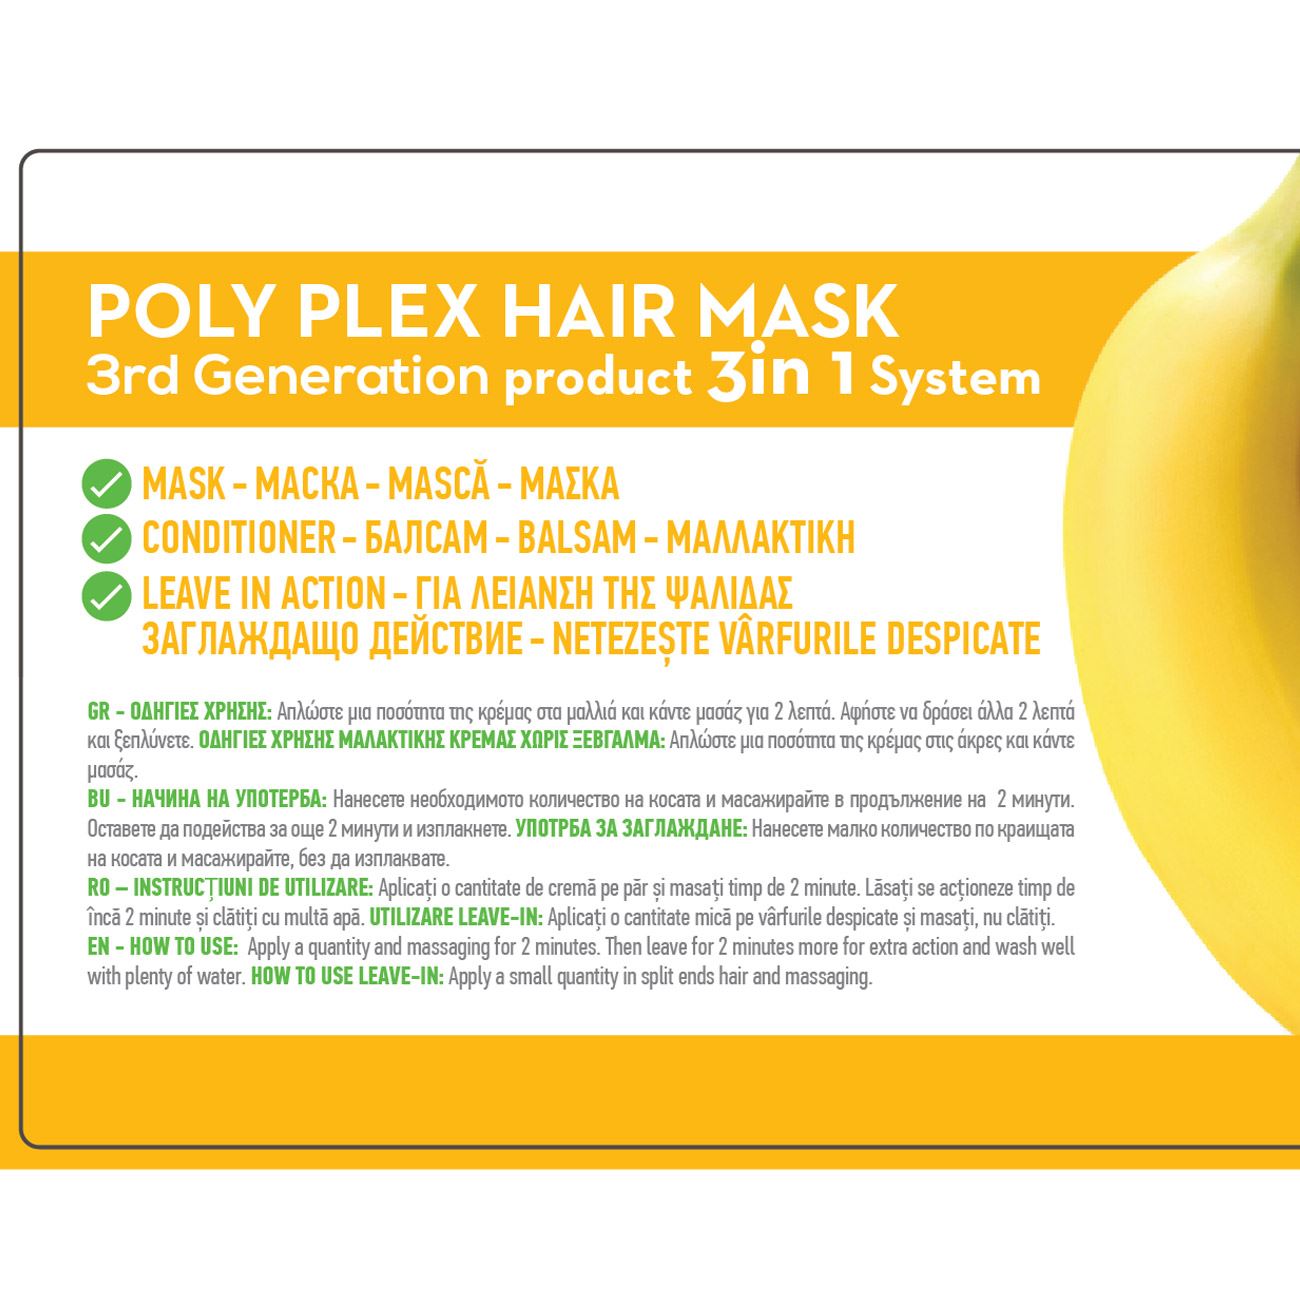 POLY PLEX HAIR MASK
3rd Generation product 3in 1 System
MASK - МАСКА - MASCĂ - ΜΑΣΚΑ
CONDITIONER - БАЛСАМ - BALSAM - ΜΑΛΛΑΚΤΙΚΗ
LEAVE IN ACTION - ΓΙΑ ΛΕΙΑΝΣΗ ΤΗΣ ΨΑΛΙΔΑΣ
ЗАГЛАЖДАЩО ДЕЙСТВИЕ - NETEZEȘTE VÂRFURILE DESPICATE
GR - ΟΔΗΓΙΕΣ ΧΡΗΣΗΣ: Απλώστε μια ποσότητα της κρέμας στα μαλλιά και κάντε μασάζ για 2 λεπτά. Αφήστε να δράσει άλλα 2 λεπτά
και ξεπλύνετε. ΟΔΗΓΙΕΣ ΧΡΗΣΗΣ ΜΑΛΑΚΤΙΚΗΣ ΚΡΕΜΑΣ ΧΩΡΙΣ ΞΕΒΓΑΛΜΑ: Απλώστε μια ποσότητα της κρέμας στις άκρες και κάντε
μασάζ.
BU - НАЧИНА НА УПОТЕРБА: Нанесете необходимото количество на косата и масажирайте в продължение на 2 минути.
Оставете да подейства за още 2 минути и изплакнете. УПОТРБА ЗА ЗАГЛАЖДАНЕ: Нанесете малко количество по краищата
на косата и масажирайте, без да изплаквате.
RO – INSTRUCȚIUNI DE UTILIZARE: Aplicați o cantitate de cremă pe păr și masați timp de 2 minute. Lăsați se acționeze timp de
încă 2 minute și clătiți cu multă apă. UTILIZARE LEAVE-IN: Aplicați o cantitate mică pe vârfurile despicate și masați, nu clătiți.
EN - HOW TO USE: Apply a quantity and massaging for 2 minutes. Then leave for 2 minutes more for extra action and wash well
with plenty of water. HOW TO USE LEAVE-IN: Apply a small quantity in split ends hair and massaging.